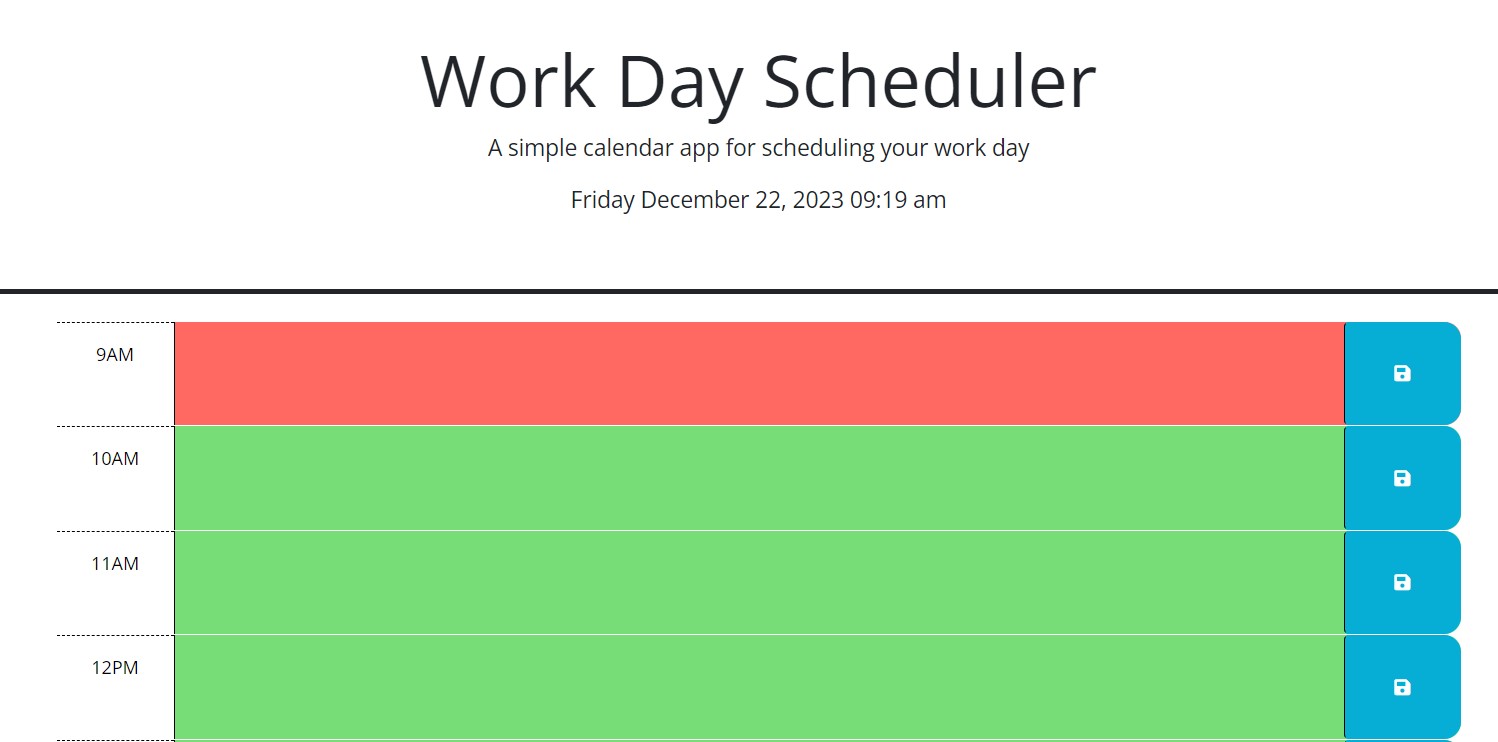 Work Day Scheduler
A simple calendar app for scheduling your work day
Friday December 22, 2023 09:19 am
9AM
10AM
11AM
12PM